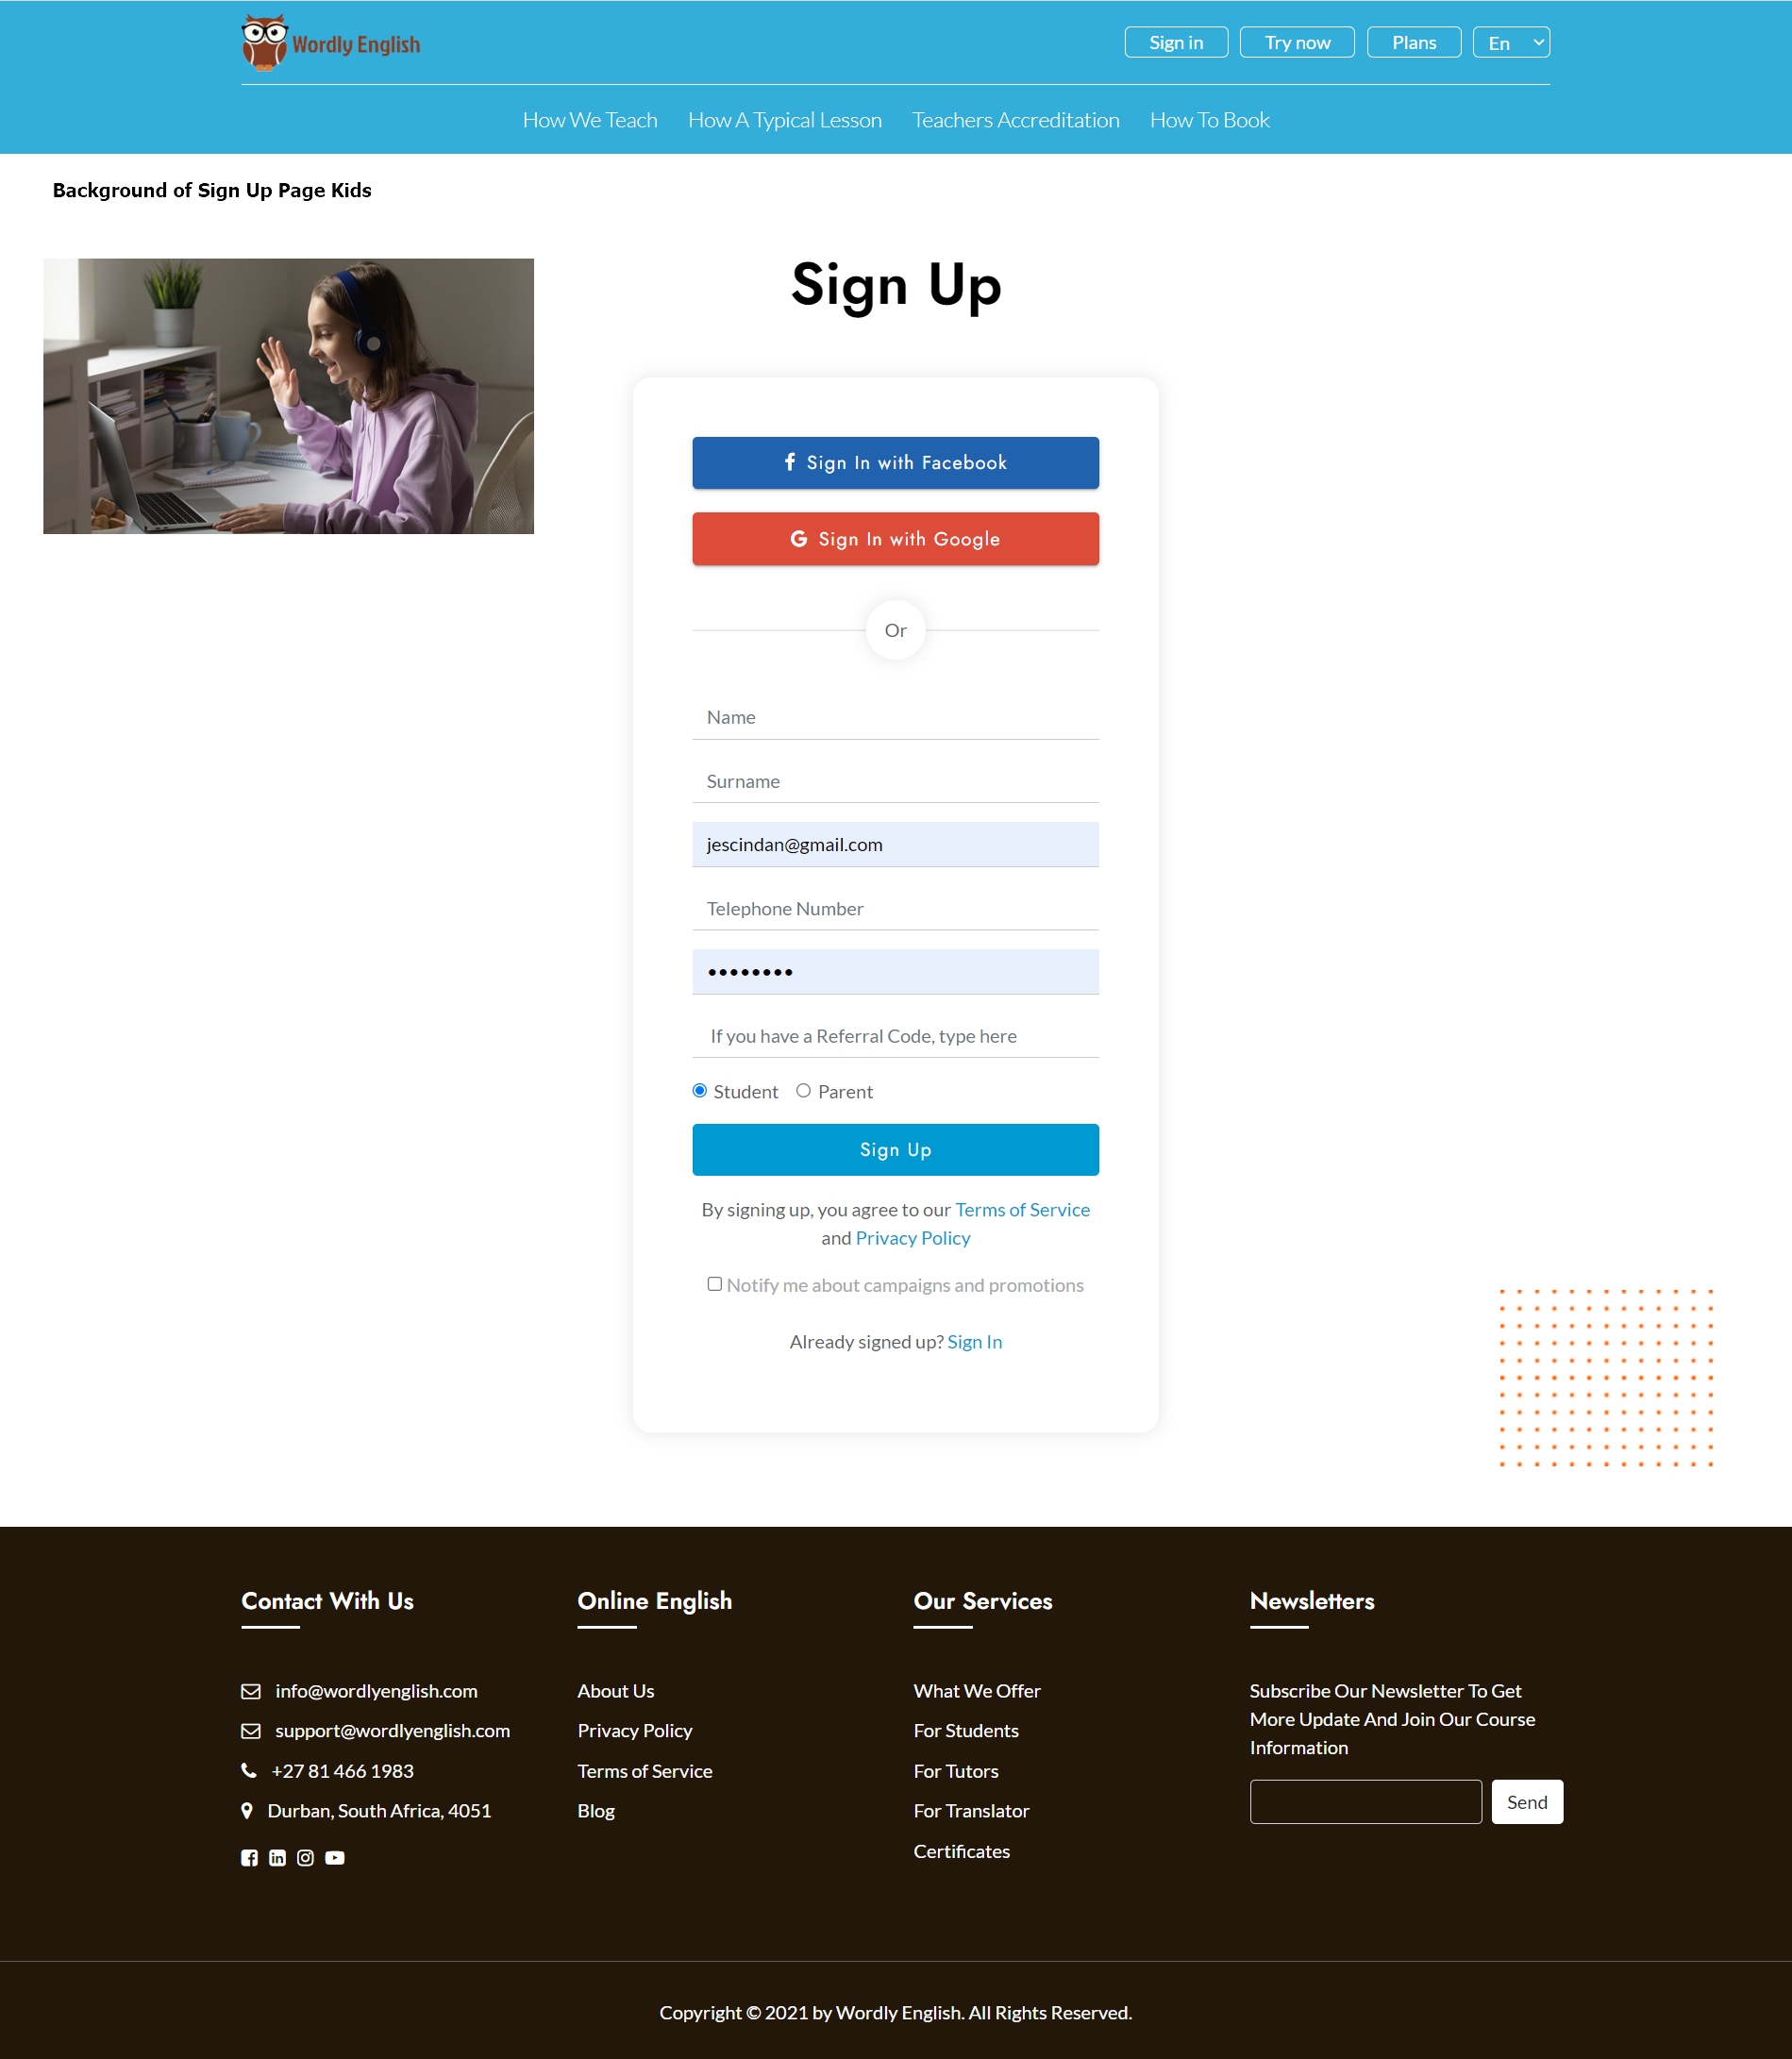 Wordly English
Sign in
Try now
Plans
En
How We Teach
How A Typical Lesson
Teachers Accreditation
How To Book
Background of Sign Up Page Kids
Sign Up
Sign In with Facebook
G Sign In with Google
Or
Name
Surname
jescindan@gmail.com
Telephone Number
••••••••
If you have a Referral Code, type here
Student
Parent
Sign Up
By signing up, you agree to our Terms of Service
and Privacy Policy
Notify me about campaigns and promotions
Already signed up? Sign In
Contact With Us
info@wordlyenglish.com
support@wordlyenglish.com
+27 81 466 1983
Durban, South Africa, 4051
Online English
About Us
Privacy Policy
Terms of Service
Blog
Our Services
What We Offer
For Students
For Tutors
For Translator
Certificates
Newsletters
Subscribe Our Newsletter To Get
More Update And Join Our Course
Information
Send
Copyright © 2021 by Wordly English. All Rights Reserved.